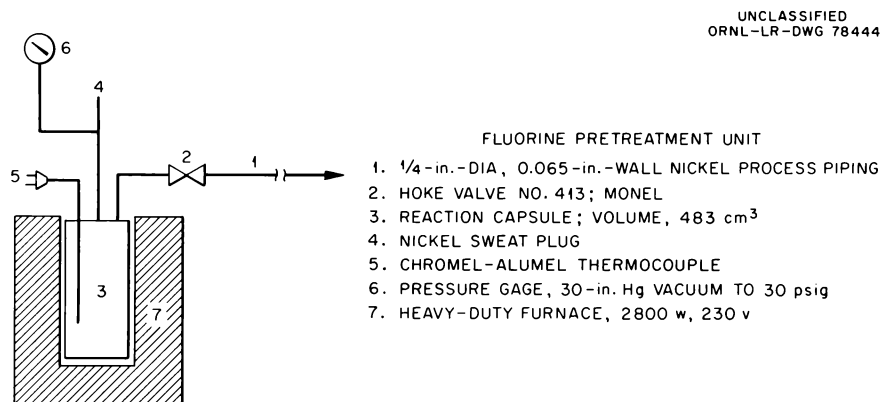 UNCLASSIFIED
ORNL-LR-DWG 78444
6
4
2
1
5
3
7
FLUORINE PRETREATMENT UNIT
1. 1/4-in.-DIA, 0.065-in.-WALL NICKEL PROCESS PIPING
2. HOKE VALVE NO. 413; MONEL
3. REACTION CAPSULE; VOLUME, 483 cm³
4. NICKEL SWEAT PLUG
5. CHROMEL-ALUMEL THERMOCOUPLE
6. PRESSURE GAGE, 30-in. Hg VACUUM TO 30 psig
7. HEAVY-DUTY FURNACE, 2800 w, 230 v